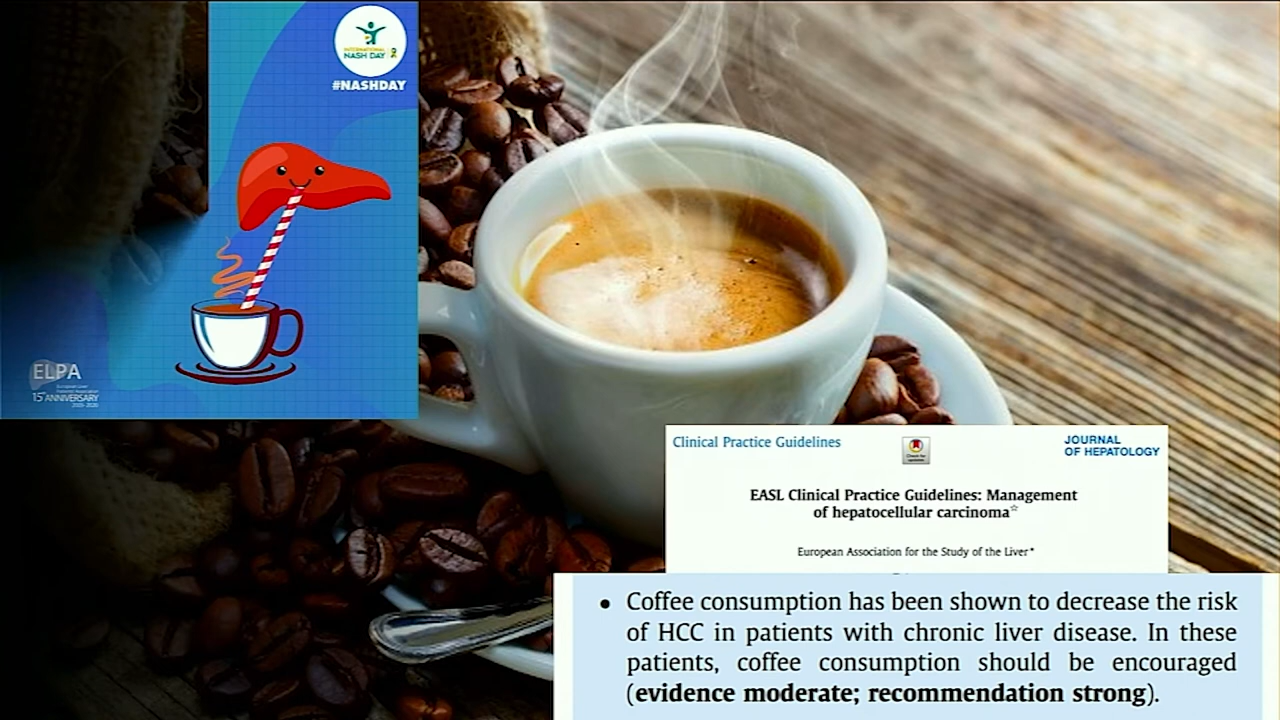 INTERNATIONAL
NASH DAY
#NASHDAY
ELPA
15 ANNIVERSARY
Clinical Practice Guidelines
Check for
updates
JOURNAL
OF HEPATOLOGY
EASL Clinical Practice Guidelines: Management
of hepatocellular carcinoma☆
European Association for the Study of the Liver*
• Coffee consumption has been shown to decrease the risk
of HCC in patients with chronic liver disease. In these
patients, coffee consumption should be encouraged
(evidence moderate; recommendation strong).